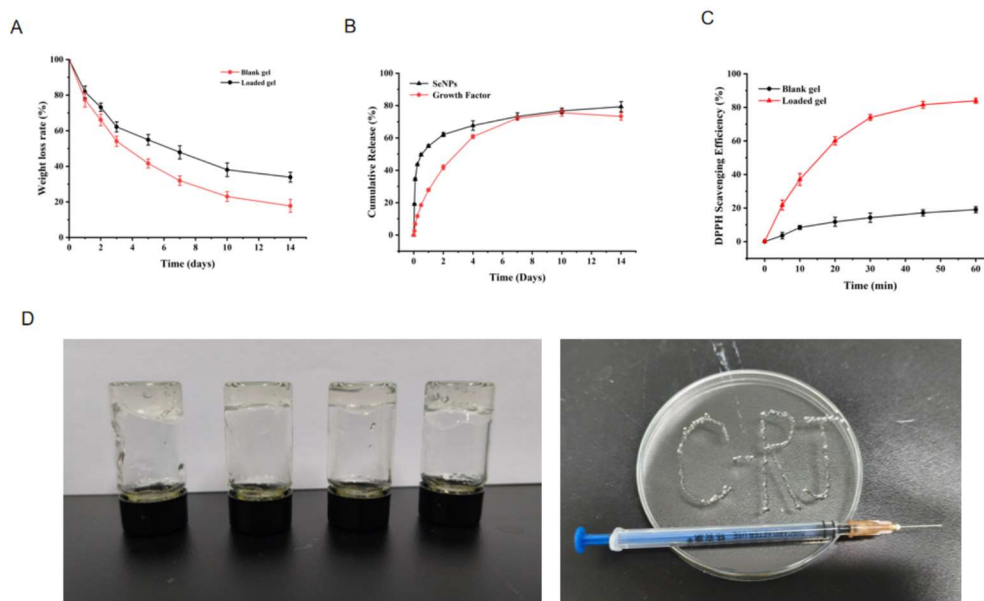 A
B
C
Blank gel
Loaded gel
Weight loss rate (%)
100
80
60
40
20
0
0
2
4
6
8
10
12
14
Time (days)
SeNPs
Growth Factor
Cumulative Release (%)
100
80
60
40
20
0
0
2
4
6
8
10
12
14
Time (Days)
Blank gel
Loaded gel
DPPH Scavenging Efficiency (%)
100
80
60
40
20
0
0
10
20
30
40
50
60
Time (min)
D
C-RJ